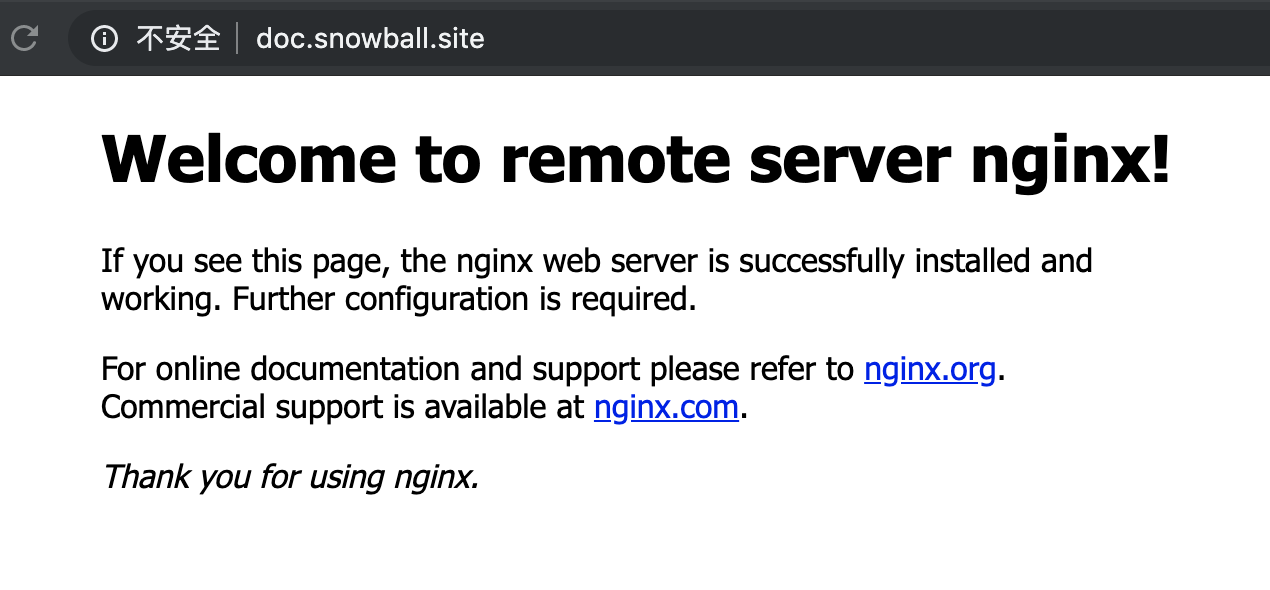 不安全 doc.snowball.site
Welcome to remote server nginx!
If you see this page, the nginx web server is successfully installed and
working. Further configuration is required.
For online documentation and support please refer to nginx.org.
Commercial support is available at nginx.com.
Thank you for using nginx.